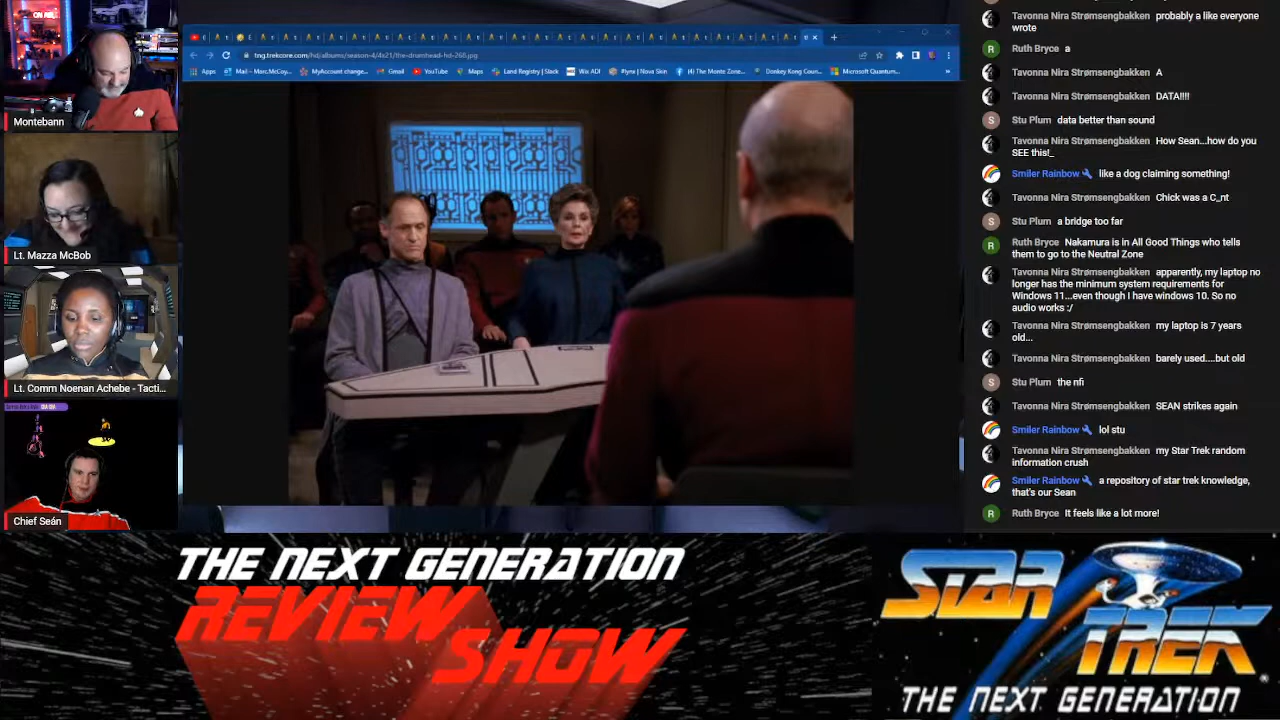 ON AIR
Montebann
Lt. Mazza McBob
Lt. Comm Noenan Achebe - Tacti...
Chief Seán
tng.trekcore.com/hd/albums/season-4/4x21/the-drumhead-hd-266.jpg
Apps
Mail – Marc.McCoy...
MyAccount change...
Gmail
YouTube
Maps
Land Registry | Slack
Wix ADI
(4) The Monte Zone...
Donkey Kong Coun...
Microsoft Quantum...
Tavonna Nira Strømsengbakken probably a like everyone
wrote
Ruth Bryce a
Tavonna Nira Strømsengbakken A
Tavonna Nira Strømsengbakken DATA!!!!
Stu Plum data better than sound
Tavonna Nira Strømsengbakken How Sean...how do you
SEE this!_
Smiler Rainbow like a dog claiming something!
Tavonna Nira Strømsengbakken Chick was a C_nt
Stu Plum a bridge too far
Ruth Bryce Nakamura is in All Good Things who tells
them to go to the Neutral Zone
Tavonna Nira Strømsengbakken apparently, my laptop no
longer has the minimum system requirements for
Windows 11...even though I have windows 10. So no
audio works :/
Tavonna Nira Strømsengbakken my laptop is 7 years
old...
Tavonna Nira Strømsengbakken barely used....but old
Stu Plum the nfi
Tavonna Nira Strømsengbakken SEAN strikes again
Smiler Rainbow lol stu
Tavonna Nira Strømsengbakken my Star Trek random
information crush
Smiler Rainbow a repository of star trek knowledge,
that's our Sean
Ruth Bryce It feels like a lot more!
THE NEXT GENERATION
REVIEW
SHOW
STAR
TREK
THE NEXT GENERATION